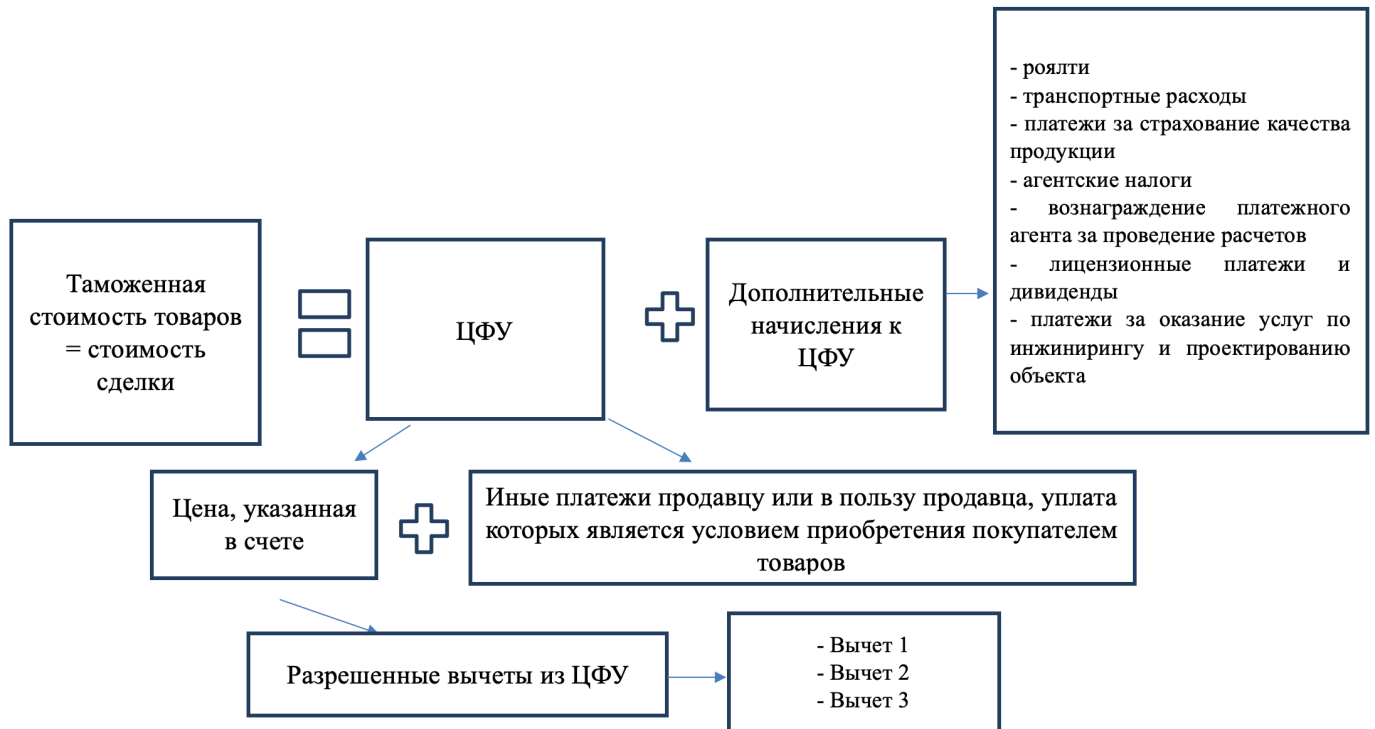 Таможенная
стоимость товаров
= стоимость
сделки
ЦФУ
Дополнительные
начисления к
ЦФУ
- роялти
- транспортные расходы
- платежи за страхование качества
продукции
- агентские налоги
- вознаграждение платежного
агента за проведение расчетов
- лицензионные платежи и
дивиденды
- платежи за оказание услуг по
инжинирингу и проектированию
объекта
Цена, указанная
в счете
Иные платежи продавцу или в пользу продавца, уплата
которых является условием приобретения покупателем
товаров
Разрешенные вычеты из ЦФУ
- Вычет 1
- Вычет 2
- Вычет 3